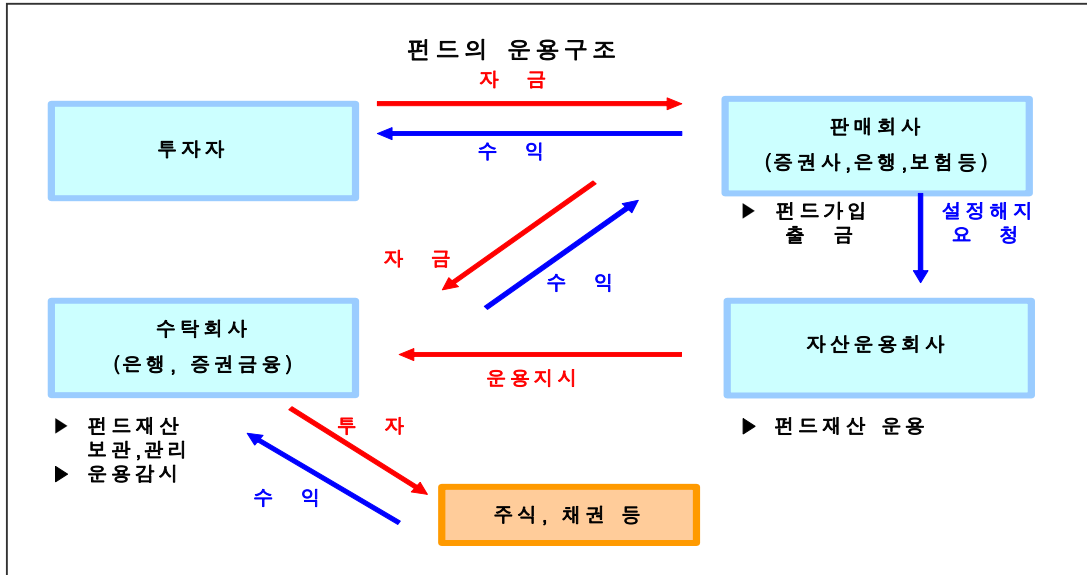 펀드의 운용구조
자 금
투자자
수 익
판매회사
(증권사,은행,보험등)
▶ 펀드가입
출 금
설정해지
요 청
자 금
수 익
수탁회사
(은행, 증권금융)
자산운용회사
운용지시
▶ 펀드재산
보관,관리
▶ 운용감시
투 자
▶ 펀드재산 운용
수 익
주식, 채권 등